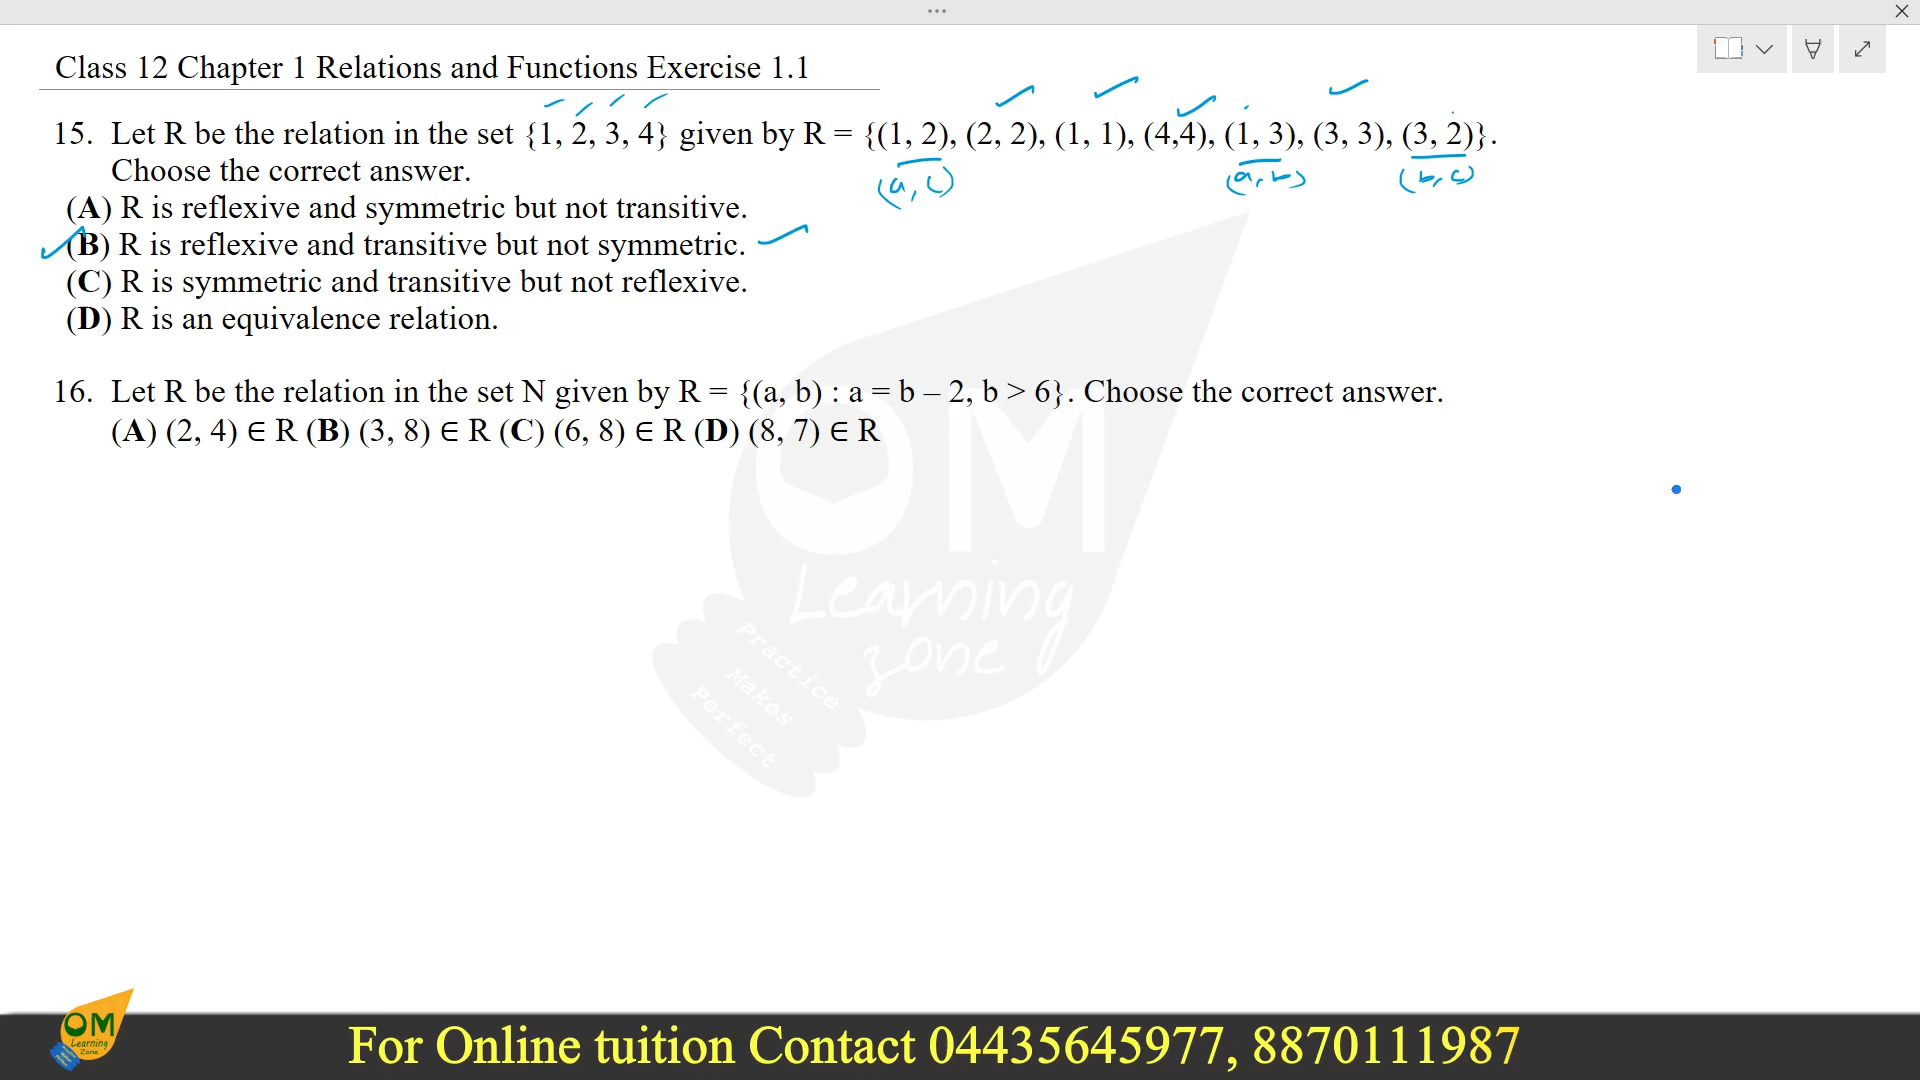 Class 12 Chapter 1 Relations and Functions Exercise 1.1
15. Let R be the relation in the set {1, 2, 3, 4} given by R = {(1, 2), (2, 2), (1, 1), (4,4), (1, 3), (3, 3), (3, 2)}.
(a, c) (a, b) (b, c)
Choose the correct answer.
(A) R is reflexive and symmetric but not transitive.
(B) R is reflexive and transitive but not symmetric.
(C) R is symmetric and transitive but not reflexive.
(D) R is an equivalence relation.
16. Let R be the relation in the set N given by R = {(a, b) : a = b – 2, b > 6}. Choose the correct answer.
(A) (2, 4) ∈ R (B) (3, 8) ∈ R (C) (6, 8) ∈ R (D) (8, 7) ∈ R
OM
Learning
zone
Practice
Makes
Perfect
OM
Learning
Zone
For Online tuition Contact 04435645977, 8870111987